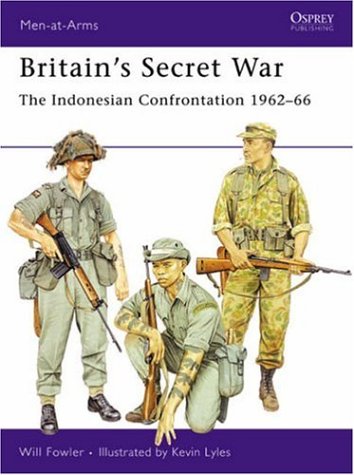 Men-at-Arms
OSPREY
PUBLISHING
Britain's Secret War
The Indonesian Confrontation 1962–66
Will Fowler • Illustrated by Kevin Lyles